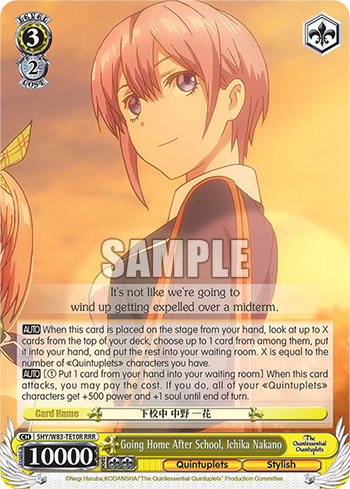 LEVEL
3
2
COST
SAMPLE
It's not like we're going to
wind up getting expelled over a midterm.
AUTO When this card is placed on the stage from your hand, look at up to X
cards from the top of your deck, choose up to 1 card from among them, put
it into your hand, and put the rest into your waiting room. X is equal to the
number of «Quintuplets» characters you have.
AUTO [① Put 1 card from your hand into your waiting room] When this card
attacks, you may pay the cost. If you do, all of your «Quintuplets»
characters get +500 power and +1 soul until end of turn.
Card Name
下校中 中野 一花
CH 5HY/W83-TE10R RRR
Going Home After School, Ichika Nakano
The
Quintessential
Quintuplets
10000
Quintuplets
Stylish
©Negi Haruba,KODANSHA/"The Quintessential Quintuplets" Production Committee.